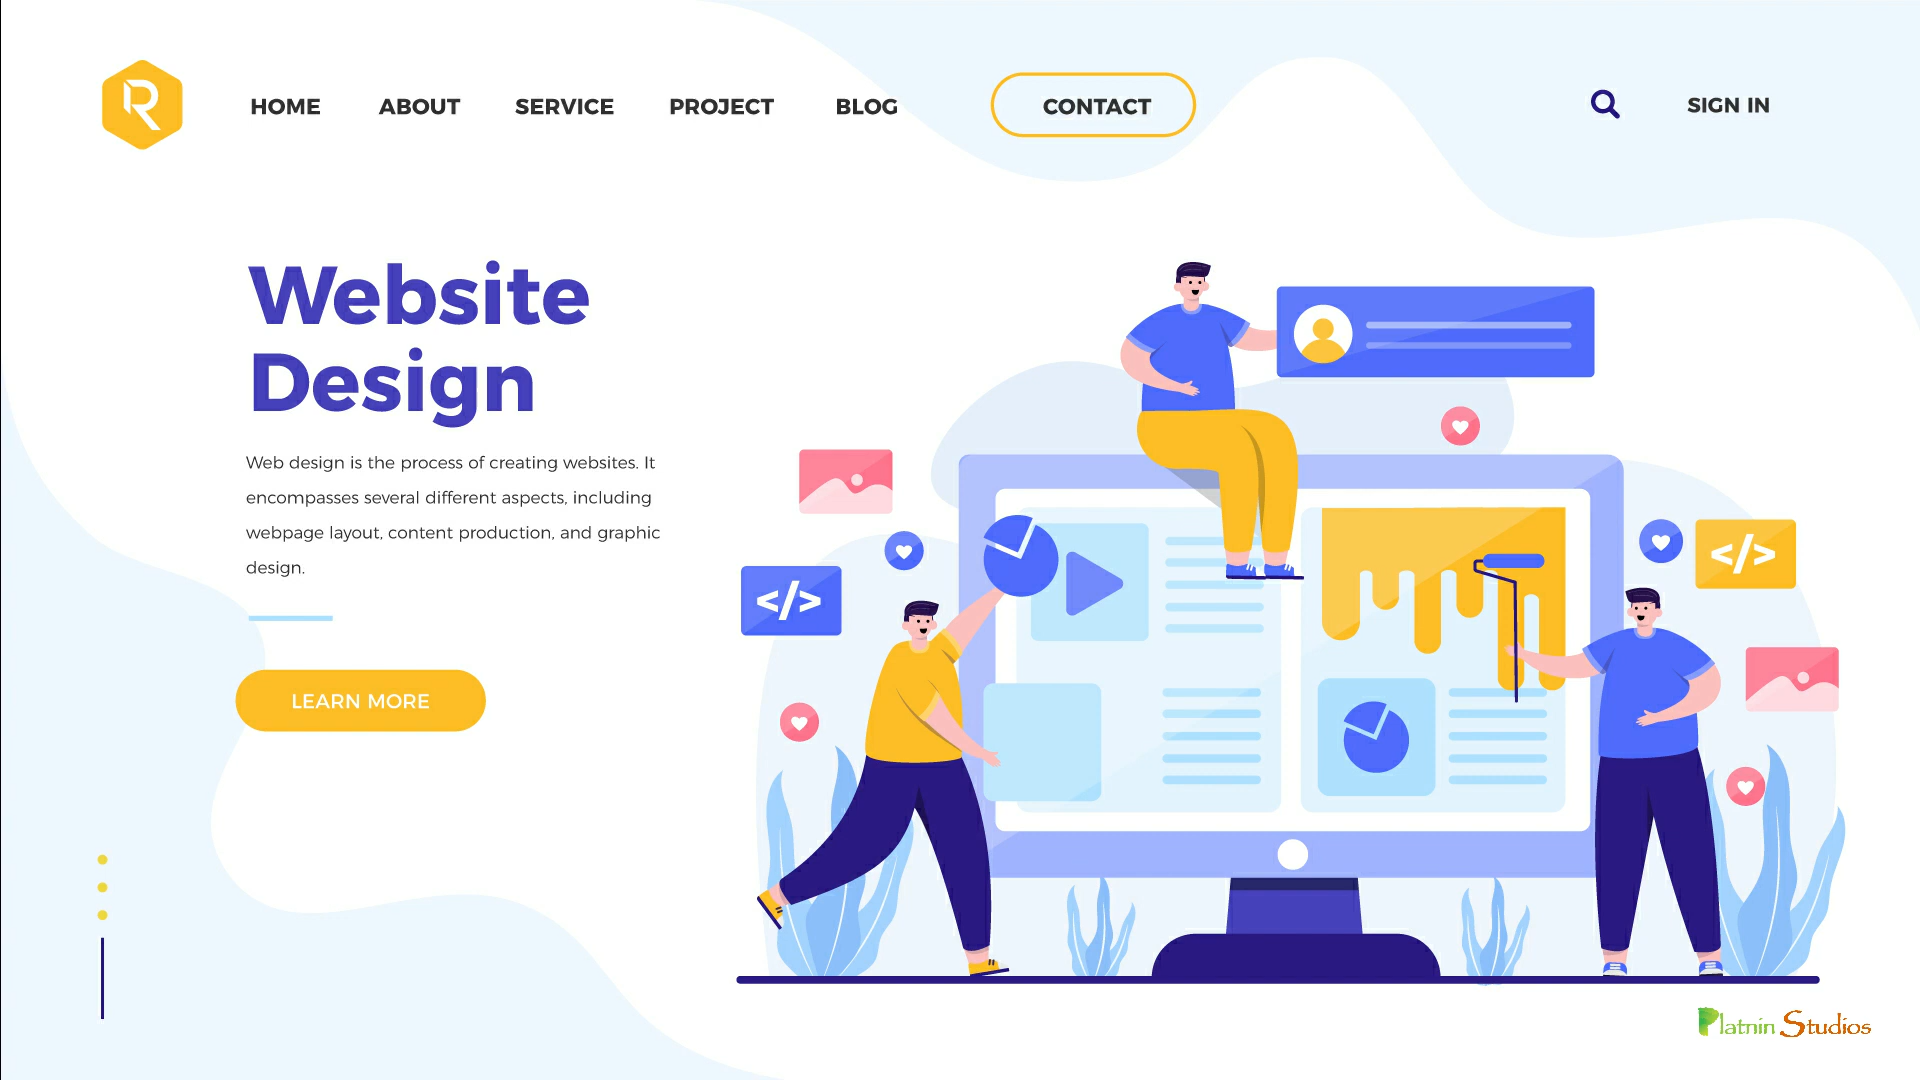 R
HOME ABOUT SERVICE PROJECT BLOG CONTACT SIGN IN
Website
Design
Web design is the process of creating websites. It
encompasses several different aspects, including
webpage layout, content production, and graphic
design.
LEARN MORE
</>
</>
Platnin Studios